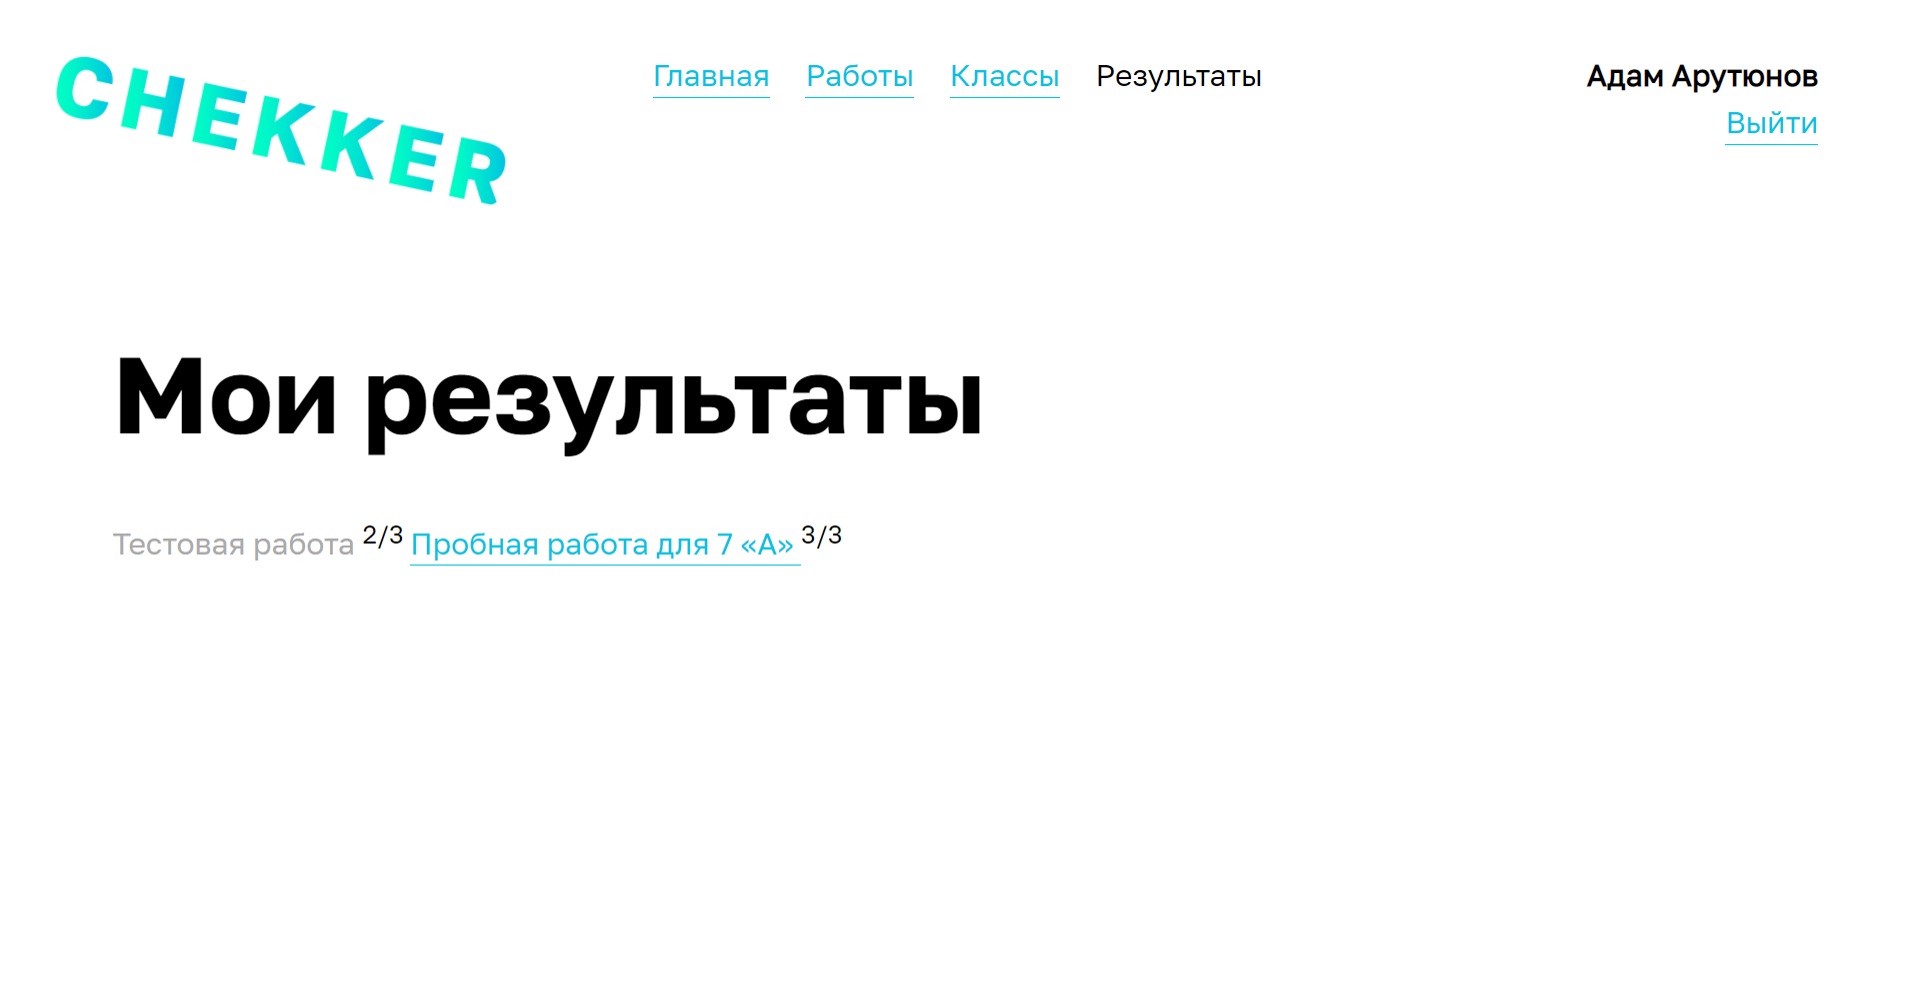 CHEKKER
Главная Работы Классы Результаты
Адам Арутюнов
Выйти
Мои результаты
Тестовая работа 2/3 Пробная работа для 7 «А» 3/3